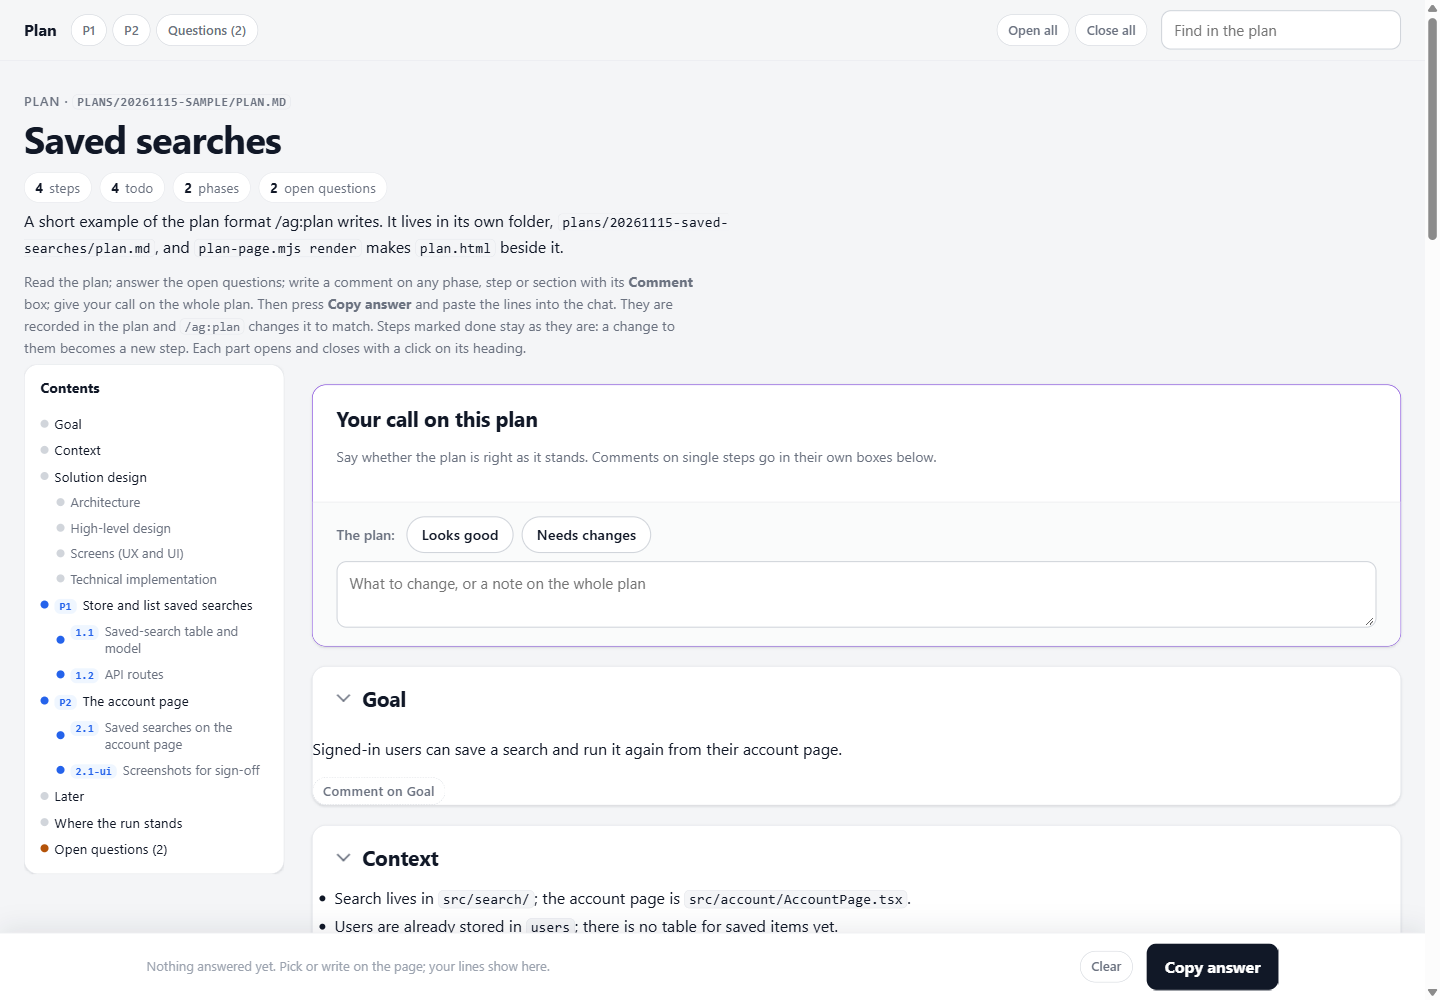 Plan P1 P2 Questions (2) Open all Close all Find in the plan
PLAN · PLANS/20261115-SAMPLE/PLAN.MD
Saved searches
4 steps 4 todo 2 phases 2 open questions
A short example of the plan format /ag:plan writes. It lives in its own folder, plans/20261115-saved-
searches/plan.md , and plan-page.mjs render makes plan.html beside it.
Read the plan; answer the open questions; write a comment on any phase, step or section with its Comment
box; give your call on the whole plan. Then press Copy answer and paste the lines into the chat. They are
recorded in the plan and /ag:plan changes it to match. Steps marked done stay as they are: a change to
them becomes a new step. Each part opens and closes with a click on its heading.
Contents
Goal
Context
Solution design
Architecture
High-level design
Screens (UX and UI)
Technical implementation
P1 Store and list saved searches
1.1 Saved-search table and
model
1.2 API routes
P2 The account page
2.1 Saved searches on the
account page
2.1-ui Screenshots for sign-off
Later
Where the run stands
Open questions (2)
Your call on this plan
Say whether the plan is right as it stands. Comments on single steps go in their own boxes below.
The plan: Looks good Needs changes
What to change, or a note on the whole plan
Goal
Signed-in users can save a search and run it again from their account page.
Comment on Goal
Context
• Search lives in src/search/ ; the account page is src/account/AccountPage.tsx .
• Users are already stored in users ; there is no table for saved items yet.
Nothing answered yet. Pick or write on the page; your lines show here. Clear Copy answer